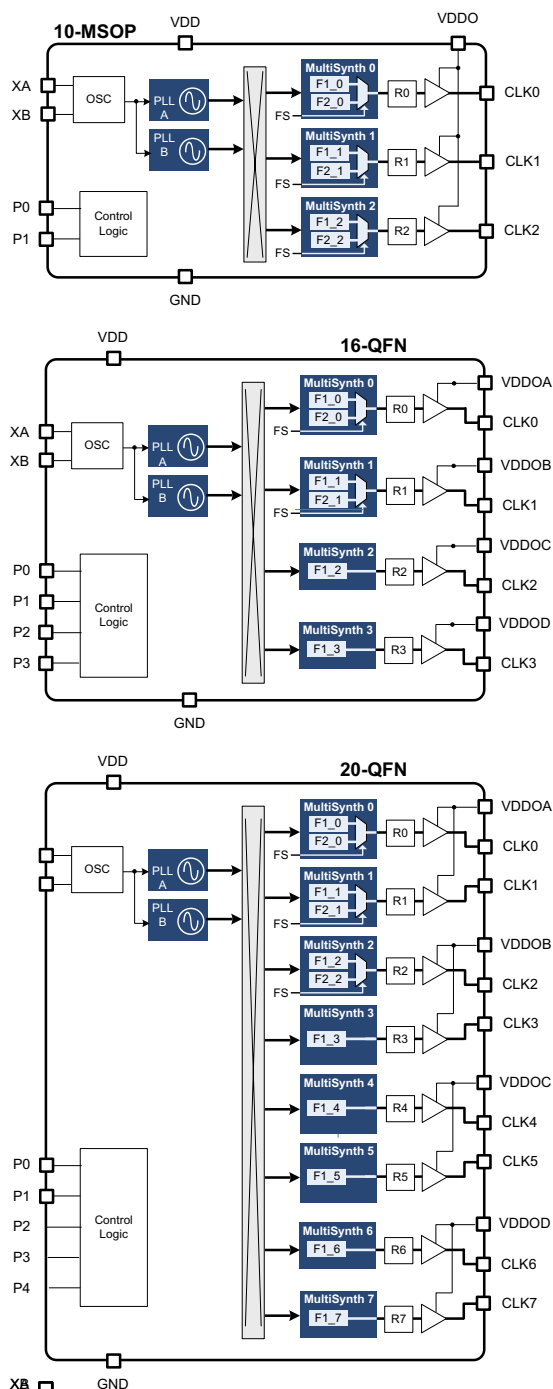 VDD
VDDO
10-MSOP
XA
XB
OSC
PLL
A
PLL
B
P0
P1
Control
Logic
MultiSynth 0
F1_0
F2_0
FS
R0
CLK0
MultiSynth 1
F1_1
F2_1
FS
R1
CLK1
MultiSynth 2
F1_2
F2_2
FS
R2
CLK2
GND
VDD
16-QFN
XA
XB
OSC
PLL
A
PLL
B
P0
P1
P2
P3
Control
Logic
MultiSynth 0
F1_0
F2_0
FS
R0
VDDOA
CLK0
MultiSynth 1
F1_1
F2_1
FS
R1
VDDOB
CLK1
MultiSynth 2
F1_2
R2
VDDOC
CLK2
MultiSynth 3
F1_3
R3
VDDOD
CLK3
GND
VDD
20-QFN
OSC
PLL
A
PLL
B
P0
P1
P2
P3
P4
Control
Logic
MultiSynth 0
F1_0
F2_0
FS
R0
VDDOA
CLK0
MultiSynth 1
F1_1
F2_1
FS
R1
CLK1
MultiSynth 2
F1_2
F2_2
FS
R2
VDDOB
CLK2
MultiSynth 3
F1_3
R3
CLK3
MultiSynth 4
F1_4
R4
VDDOC
CLK4
MultiSynth 5
F1_5
R5
CLK5
MultiSynth 6
F1_6
R6
VDDOD
CLK6
MultiSynth 7
F1_7
R7
CLK7
GND